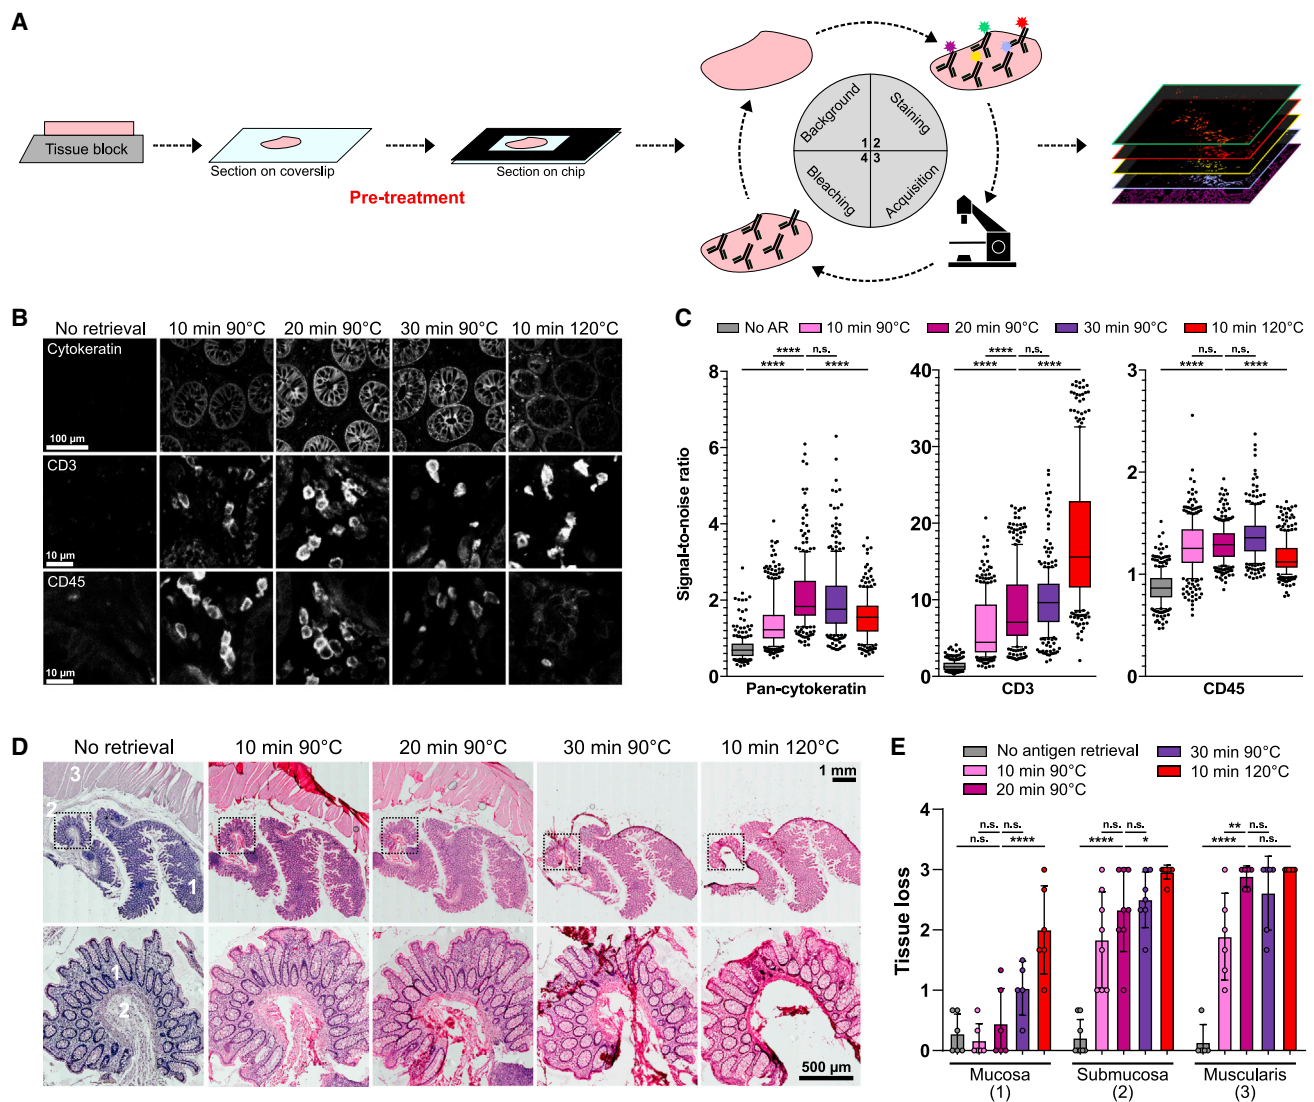 A
Tissue block
Section on coverslip
Section on chip
Pre-treatment
Background
Staining
Bleaching
Acquisition
1 2
4 3
B
No retrieval
10 min 90°C
20 min 90°C
30 min 90°C
10 min 120°C
Cytokeratin
100 µm
CD3
10 µm
CD45
10 µm
C
No AR
10 min 90°C
20 min 90°C
30 min 90°C
10 min 120°C
Signal-to-noise ratio
**** n.s.
**** ****
8
6
4
2
0
Pan-cytokeratin
**** n.s.
**** ****
40
30
20
10
0
CD3
n.s. n.s.
**** ****
3
2
1
0
CD45
D
No retrieval
10 min 90°C
20 min 90°C
30 min 90°C
10 min 120°C
3
2
1
1 mm
1
2
500 µm
E
No antigen retrieval
10 min 90°C
20 min 90°C
30 min 90°C
10 min 120°C
Tissue loss
4
3
2
1
0
n.s. n.s.
n.s. ****
n.s. n.s.
**** *
** n.s.
**** n.s.
Mucosa
(1)
Submucosa
(2)
Muscularis
(3)